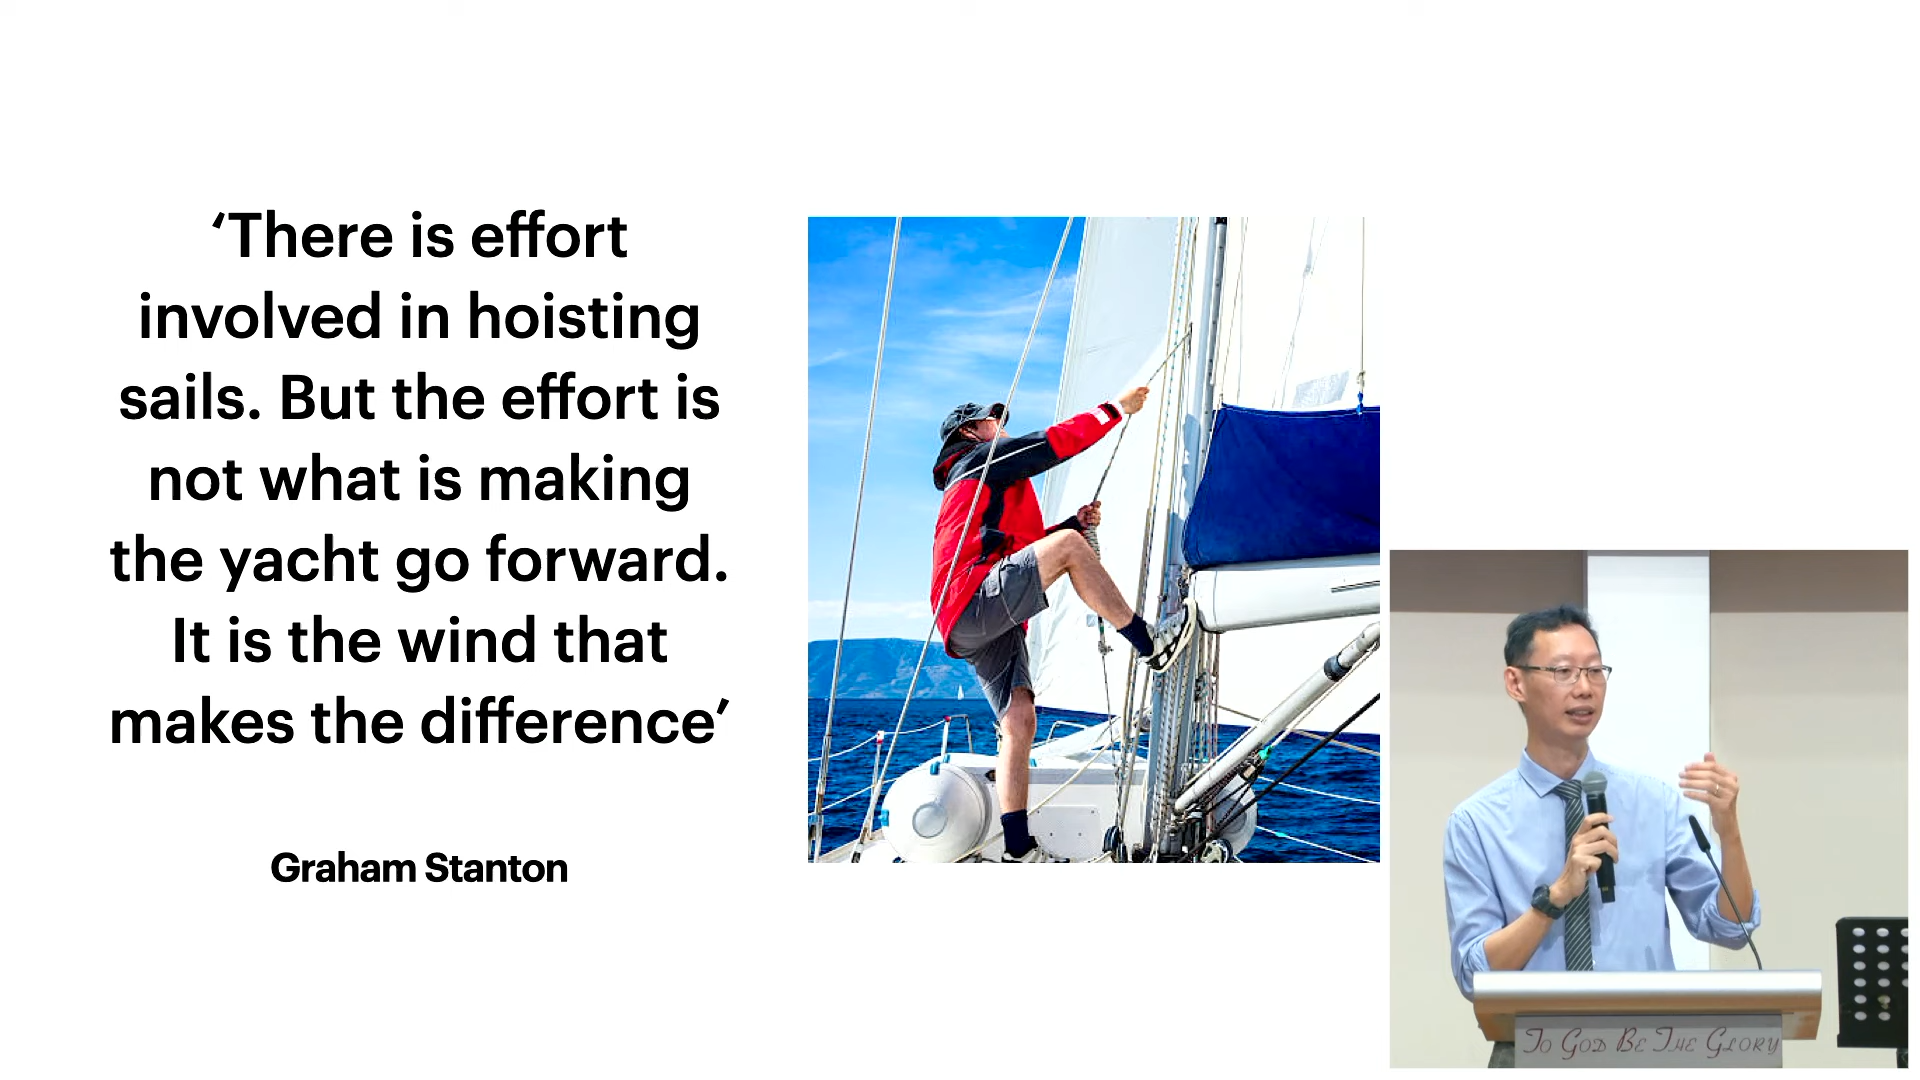 ‘There is effort
involved in hoisting
sails. But the effort is
not what is making
the yacht go forward.
It is the wind that
makes the difference’
Graham Stanton
To God Be The Glory